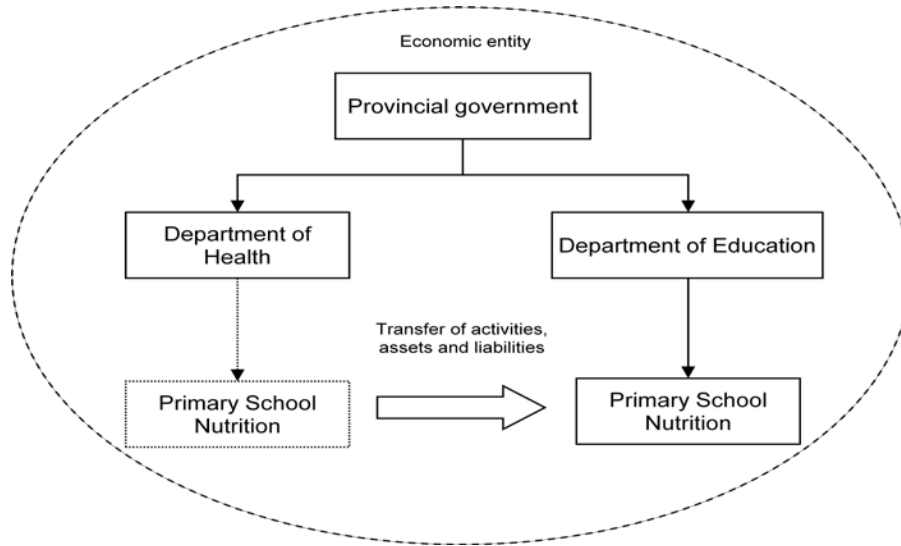 Economic entity
Provincial government
Department of
Health
Department of Education
Transfer of activities,
assets and liabilities
Primary School
Nutrition
Primary School
Nutrition